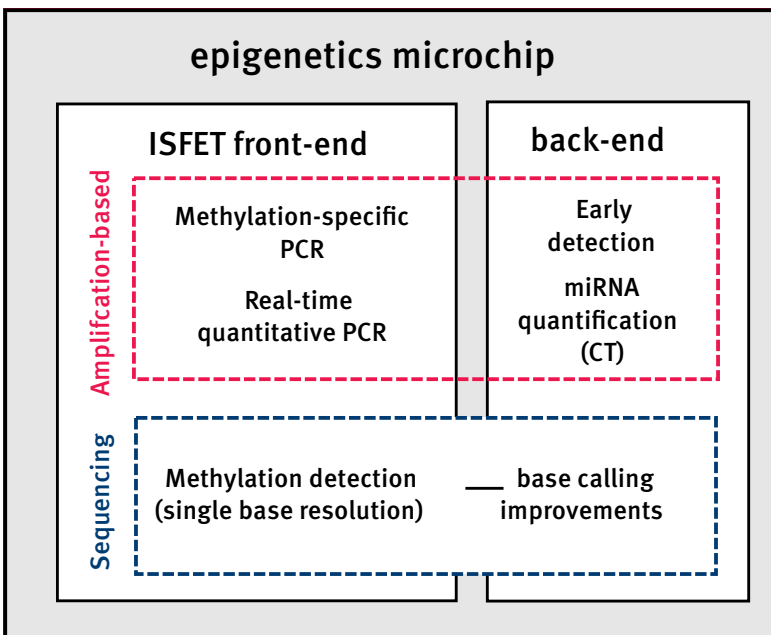 epigenetics microchip
ISFET front-end
back-end
Amplifcation-based
Methylation-specific
PCR
Real-time
quantitative PCR
Early
detection
miRNA
quantification
(CT)
Sequencing
Methylation detection
(single base resolution)
base calling
improvements